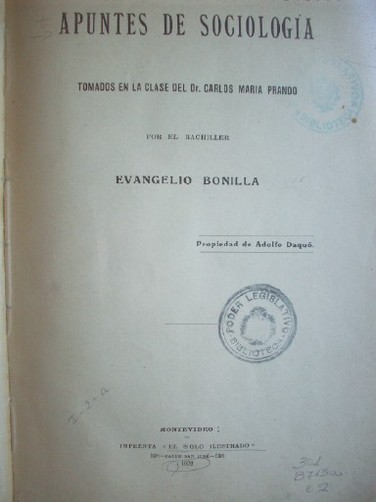 APUNTES DE SOCIOLOGÍA
TOMADOS EN LA CLASE DEL Dr. CARLOS MARIA PRANDO
POR EL BACHILLER
EVANGELIO BONILLA
Propiedad de Adolfo Daquó.
PODER LEGISLATIVO
BIBLIOTECA
MONTEVIDEO
IMPRENTA "EL SIGLO ILUSTRADO"